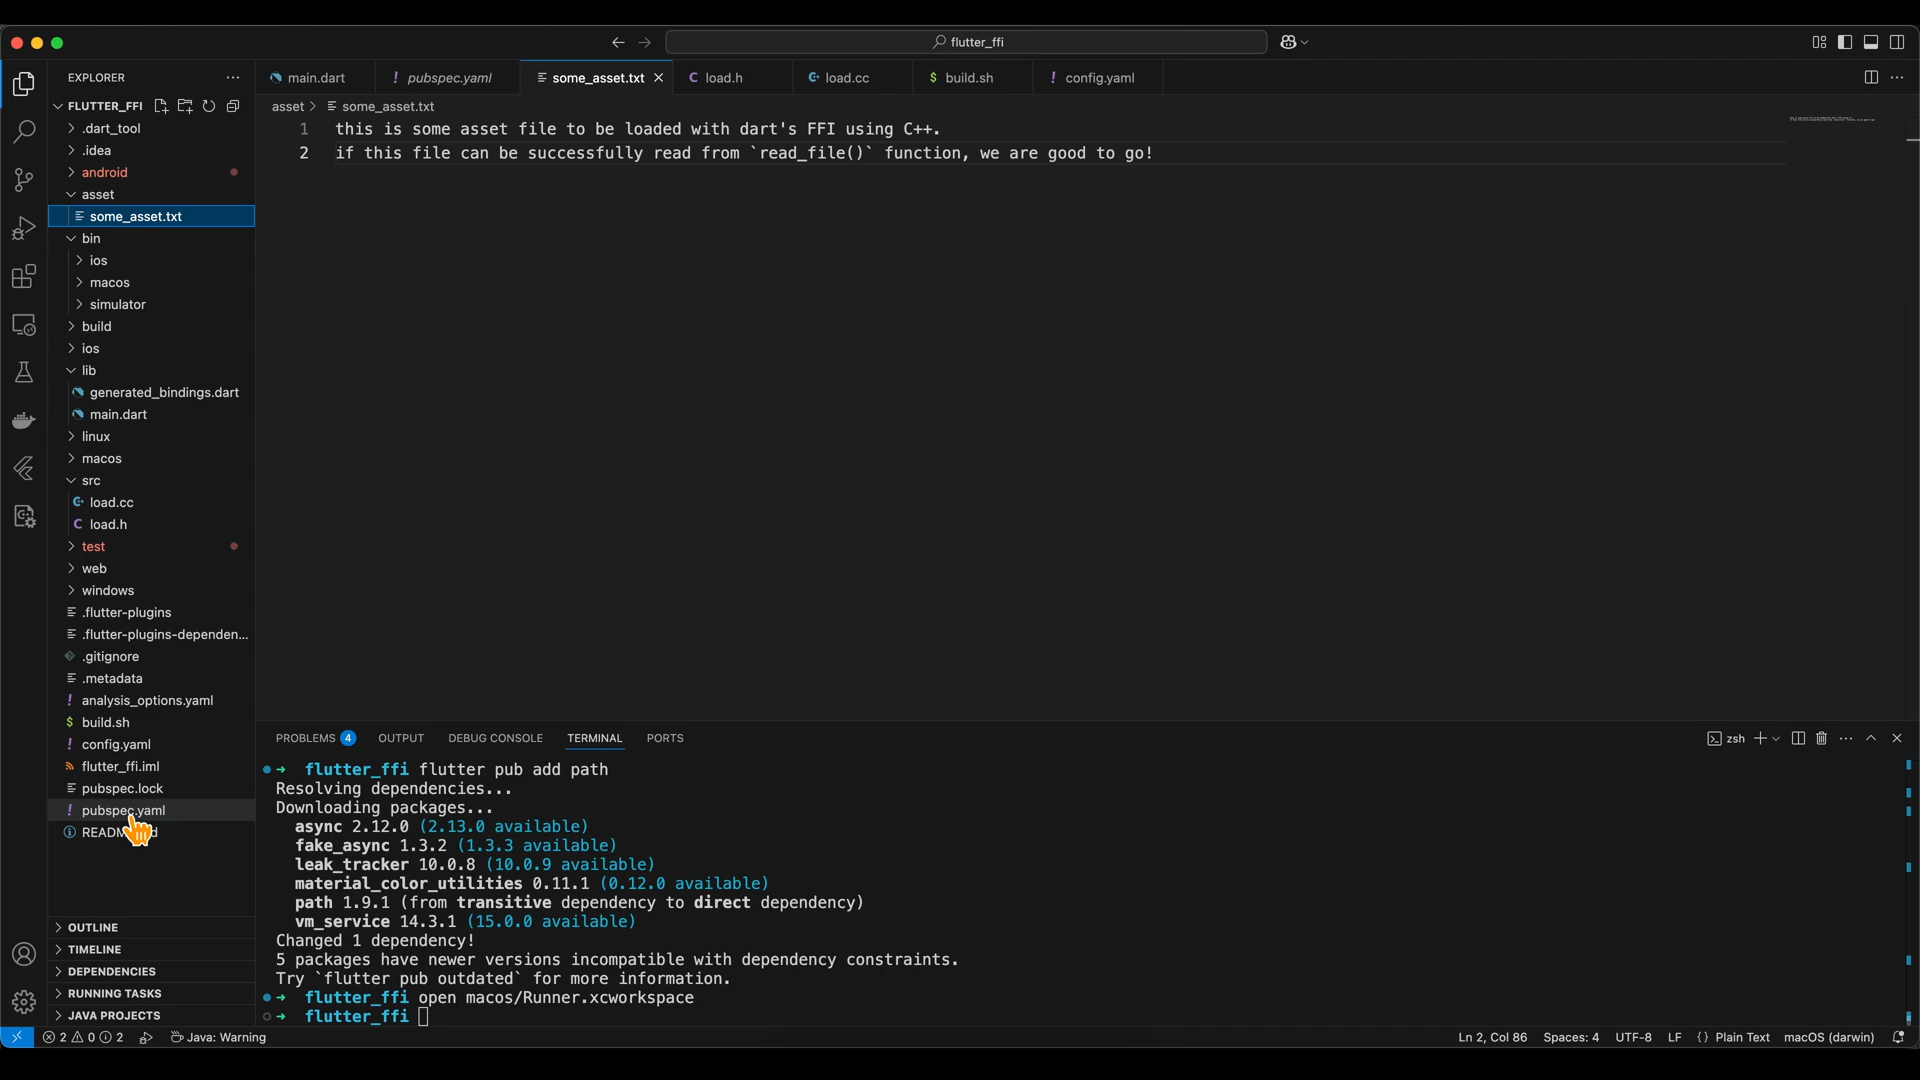 flutter_ffi
EXPLORER
FLUTTER_FFI
.dart_tool
.idea
android
asset
some_asset.txt
bin
ios
macos
simulator
build
ios
lib
generated_bindings.dart
main.dart
linux
macos
src
load.cc
load.h
test
web
windows
.flutter-plugins
.flutter-plugins-dependen...
.gitignore
.metadata
analysis_options.yaml
build.sh
config.yaml
flutter_ffi.iml
pubspec.lock
pubspec.yaml
OUTLINE
TIMELINE
DEPENDENCIES
RUNNING TASKS
JAVA PROJECTS
main.dart pubspec.yaml some_asset.txt load.h load.cc build.sh config.yaml
asset > some_asset.txt
1 this is some asset file to be loaded with dart's FFI using C++.
2 if this file can be successfully read from `read_file()` function, we are good to go!
PROBLEMS 4 OUTPUT DEBUG CONSOLE TERMINAL PORTS zsh
→ flutter_ffi flutter pub add path
Resolving dependencies...
Downloading packages...
async 2.12.0 (2.13.0 available)
fake_async 1.3.2 (1.3.3 available)
leak_tracker 10.0.8 (10.0.9 available)
material_color_utilities 0.11.1 (0.12.0 available)
path 1.9.1 (from transitive dependency to direct dependency)
vm_service 14.3.1 (15.0.0 available)
Changed 1 dependency!
5 packages have newer versions incompatible with dependency constraints.
Try `flutter pub outdated` for more information.
→ flutter_ffi open macos/Runner.xcworkspace
→ flutter_ffi
2 0 2 Java: Warning Ln 2, Col 86 Spaces: 4 UTF-8 LF {} Plain Text macOS (darwin)